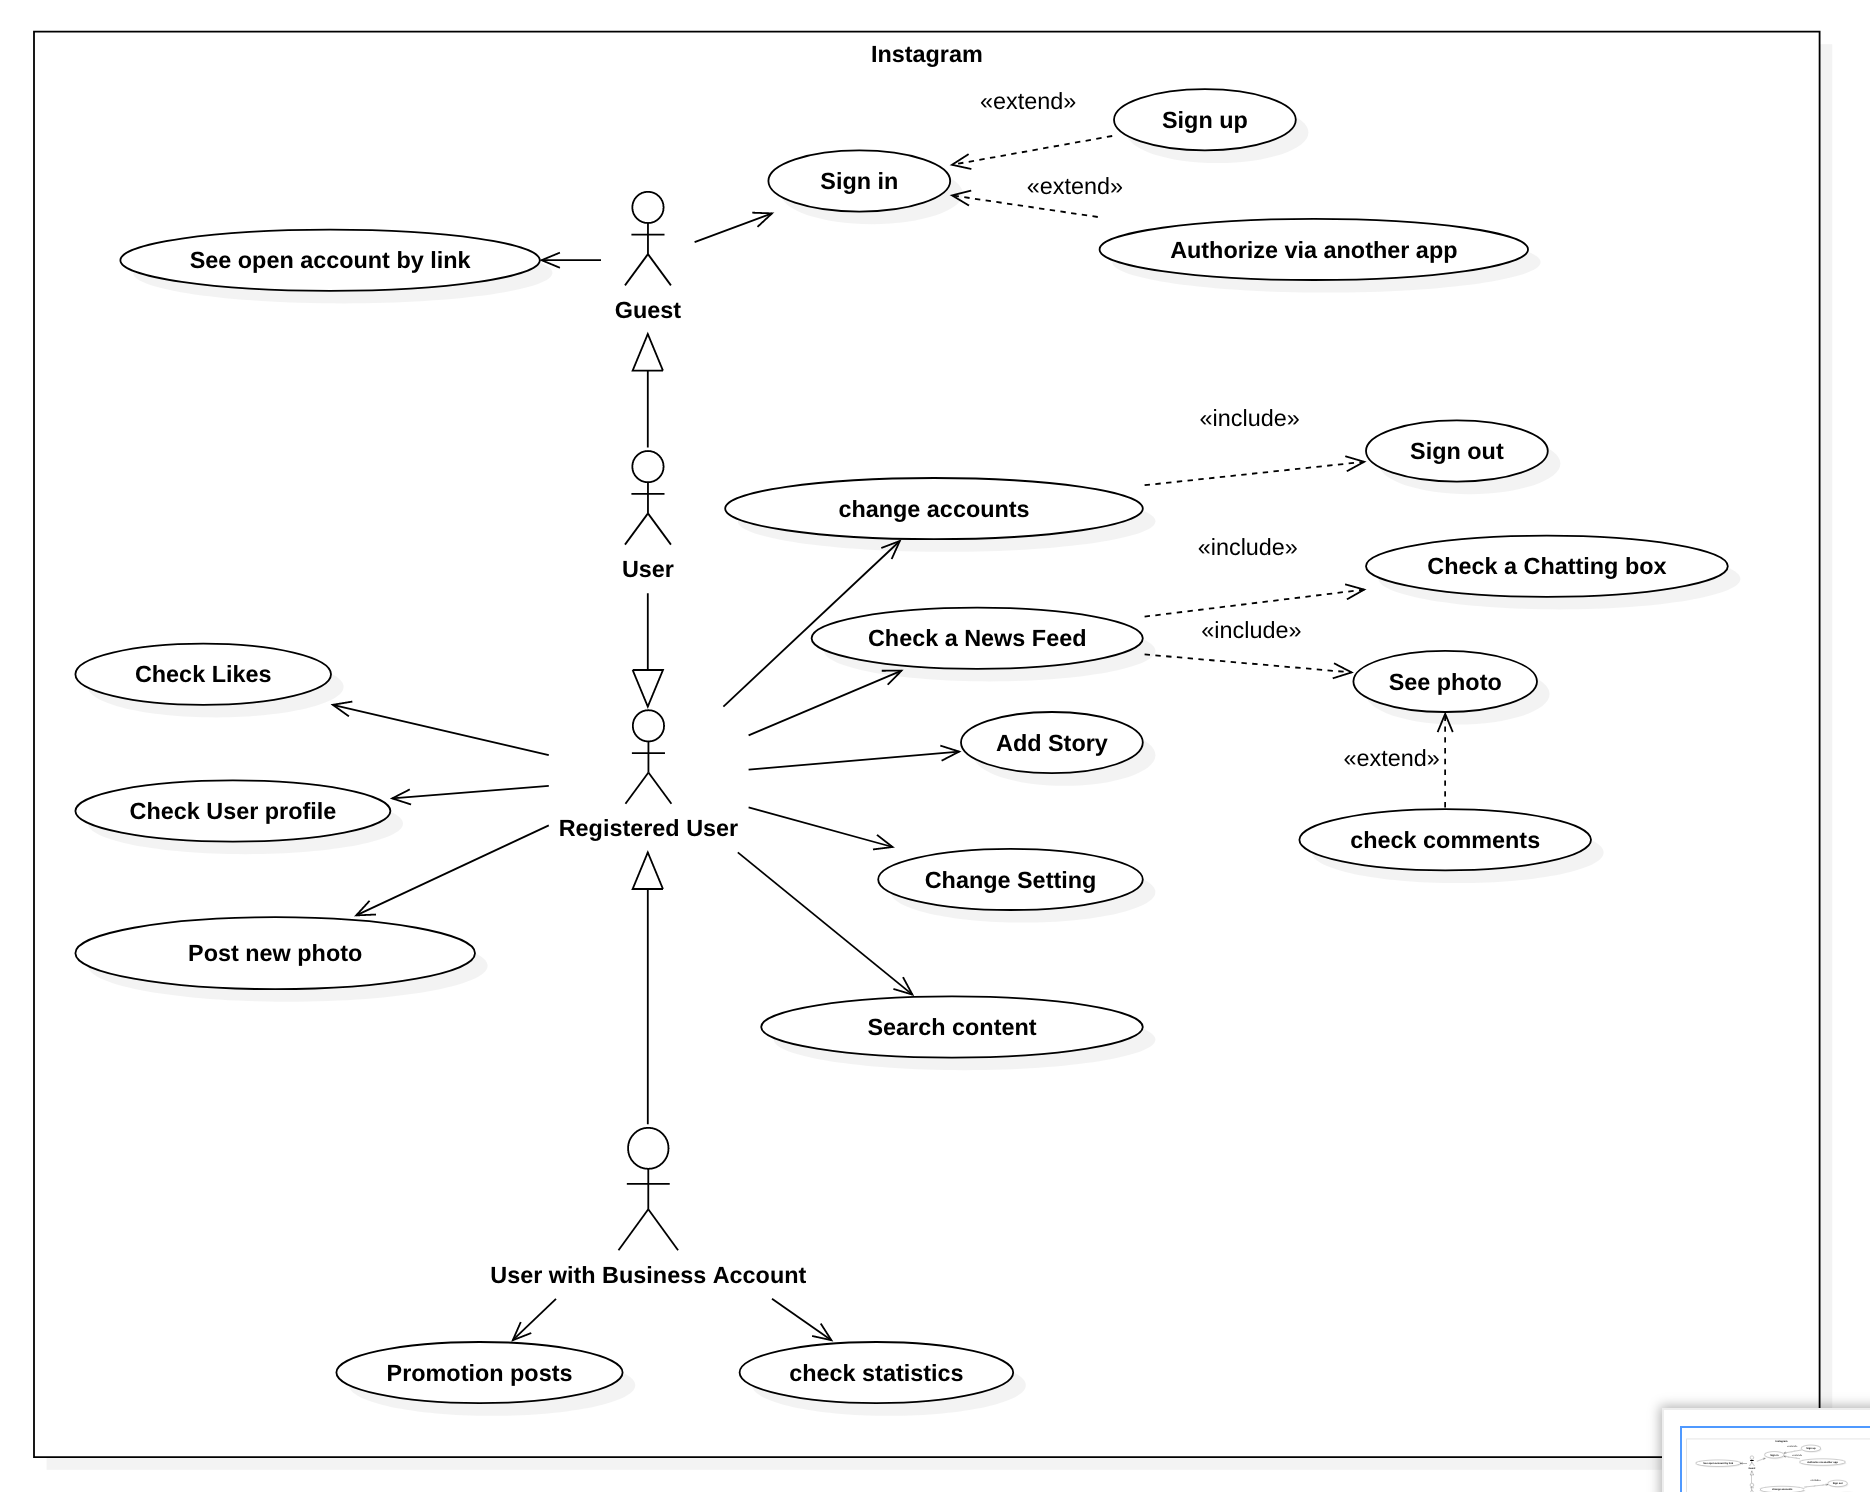 Instagram
«extend»
Sign up
Sign in
«extend»
Authorize via another app
See open account by link
Guest
«include»
Sign out
change accounts
User
«include»
Check a Chatting box
Check a News Feed
«include»
Check Likes
See photo
Add Story
«extend»
Check User profile
Registered User
check comments
Change Setting
Post new photo
Search content
User with Business Account
Promotion posts
check statistics